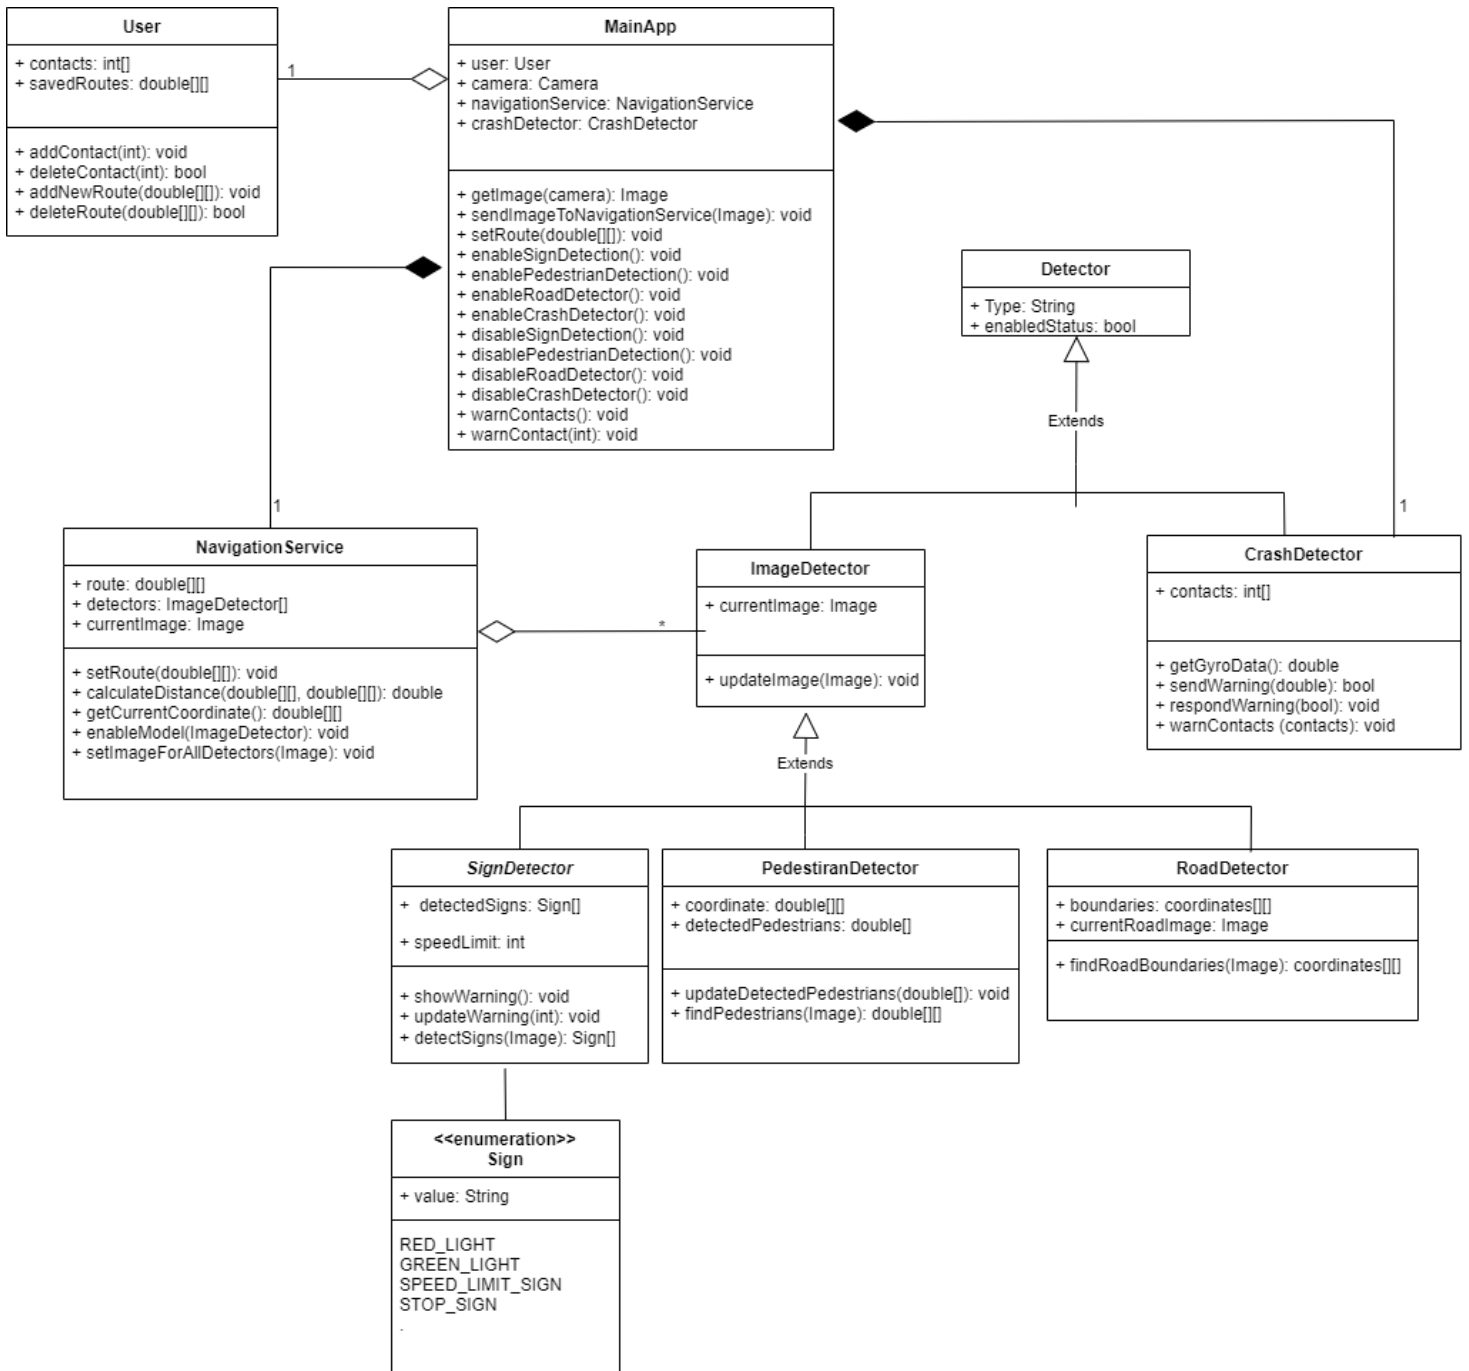 User
+ contacts: int[]
+ savedRoutes: double[][]
+ addContact(int): void
+ deleteContact(int): bool
+ addNewRoute(double[][]): void
+ deleteRoute(double[][]): bool
1
MainApp
+ user: User
+ camera: Camera
+ navigationService: NavigationService
+ crashDetector: CrashDetector
+ getImage(camera): Image
+ sendImageToNavigationService(Image): void
+ setRoute(double[][]): void
+ enableSignDetection(): void
+ enablePedestrianDetection(): void
+ enableRoadDetector(): void
+ enableCrashDetector(): void
+ disableSignDetection(): void
+ disablePedestrianDetection(): void
+ disableRoadDetector(): void
+ disableCrashDetector(): void
+ warnContacts(): void
+ warnContact(int): void
Detector
+ Type: String
+ enabledStatus: bool
Extends
1
1
NavigationService
+ route: double[][]
+ detectors: ImageDetector[]
+ currentImage: Image
+ setRoute(double[][]): void
+ calculateDistance(double[][], double[][]): double
+ getCurrentCoordinate(): double[][]
+ enableModel(ImageDetector): void
+ setImageForAllDetectors(Image): void
*
ImageDetector
+ currentImage: Image
+ updateImage(Image): void
CrashDetector
+ contacts: int[]
+ getGyroData(): double
+ sendWarning(double): bool
+ respondWarning(bool): void
+ warnContacts (contacts): void
Extends
SignDetector
+ detectedSigns: Sign[]
+ speedLimit: int
+ showWarning(): void
+ updateWarning(int): void
+ detectSigns(Image): Sign[]
PedestiranDetector
+ coordinate: double[][]
+ detectedPedestrians: double[]
+ updateDetectedPedestrians(double[]): void
+ findPedestrians(Image): double[][]
RoadDetector
+ boundaries: coordinates[][]
+ currentRoadImage: Image
+ findRoadBoundaries(Image): coordinates[][]
<<enumeration>>
Sign
+ value: String
RED_LIGHT
GREEN_LIGHT
SPEED_LIMIT_SIGN
STOP_SIGN
.